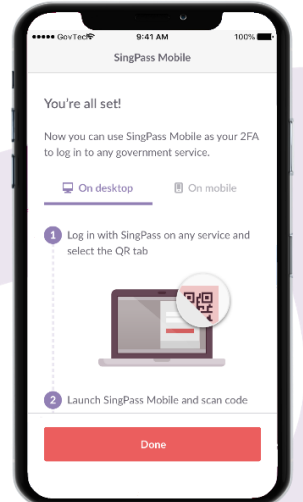 GovTech 9:41 AM 100%
SingPass Mobile
You're all set!
Now you can use SingPass Mobile as your 2FA
to log in to any government service.
On desktop On mobile
1 Log in with SingPass on any service and
select the QR tab
2 Launch SingPass Mobile and scan code
Done